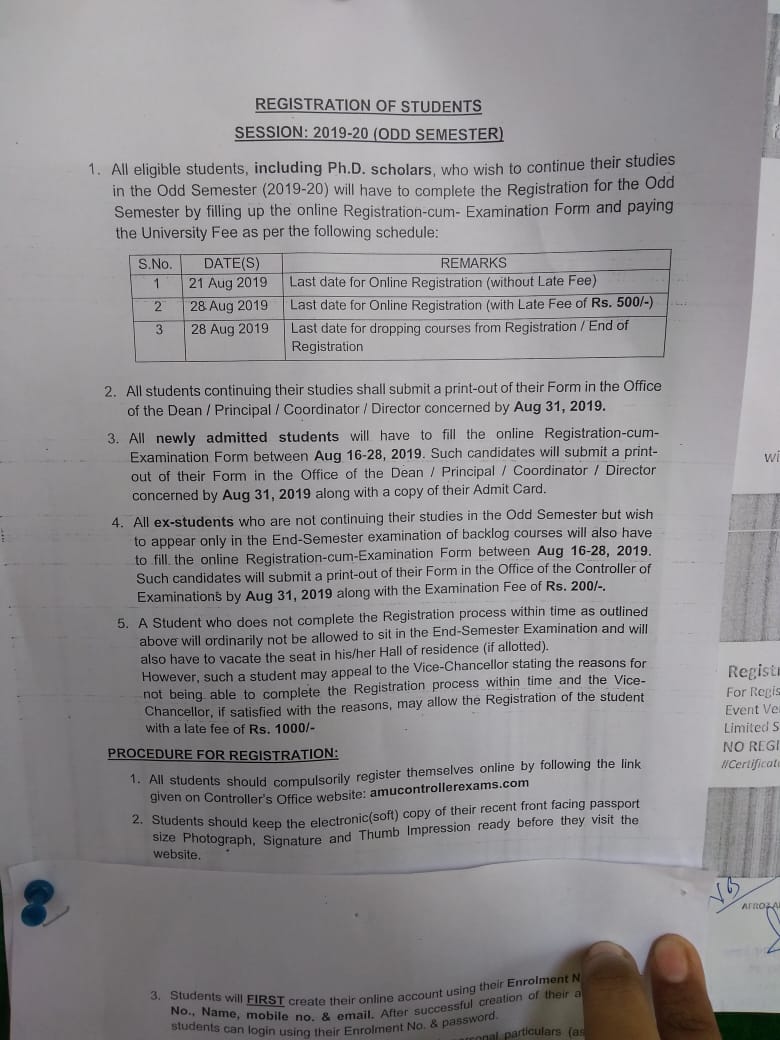 REGISTRATION OF STUDENTS
SESSION: 2019-20 (ODD SEMESTER)
1. All eligible students, including Ph.D. scholars, who wish to continue their studies
in the Odd Semester (2019-20) will have to complete the Registration for the Odd
Semester by filling up the online Registration-cum- Examination Form and paying
the University Fee as per the following schedule:
S.No. DATE(S) REMARKS
1 21 Aug 2019 Last date for Online Registration (without Late Fee)
2 28 Aug 2019 Last date for Online Registration (with Late Fee of Rs. 500/-)
3 28 Aug 2019 Last date for dropping courses from Registration / End of
Registration
2. All students continuing their studies shall submit a print-out of their Form in the Office
of the Dean / Principal / Coordinator / Director concerned by Aug 31, 2019.
3. All newly admitted students will have to fill the online Registration-cum-
Examination Form between Aug 16-28, 2019. Such candidates will submit a print-
out of their Form in the Office of the Dean / Principal / Coordinator / Director
concerned by Aug 31, 2019 along with a copy of their Admit Card.
4. All ex-students who are not continuing their studies in the Odd Semester but wish
to appear only in the End-Semester examination of backlog courses will also have
to fill the online Registration-cum-Examination Form between Aug 16-28, 2019.
Such candidates will submit a print-out of their Form in the Office of the Controller of
Examinations by Aug 31, 2019 along with the Examination Fee of Rs. 200/-.
5. A Student who does not complete the Registration process within time as outlined
above will ordinarily not be allowed to sit in the End-Semester Examination and will
also have to vacate the seat in his/her Hall of residence (if allotted).
However, such a student may appeal to the Vice-Chancellor stating the reasons for
not being able to complete the Registration process within time and the Vice-
Chancellor, if satisfied with the reasons, may allow the Registration of the student
with a late fee of Rs. 1000/-
PROCEDURE FOR REGISTRATION:
1. All students should compulsorily register themselves online by following the link
given on Controller's Office website: amucontrollerexams.com
2. Students should keep the electronic(soft) copy of their recent front facing passport
size Photograph, Signature and Thumb Impression ready before they visit the
website.
3. Students will FIRST create their online account using their Enrolment N
No., Name, mobile no. & email. After successful creation of their a
students can login using their Enrolment No. & password.
particulars (as
wi
Regist
For Regis
Event Ve
Limited S
NO REGI
//Certificat